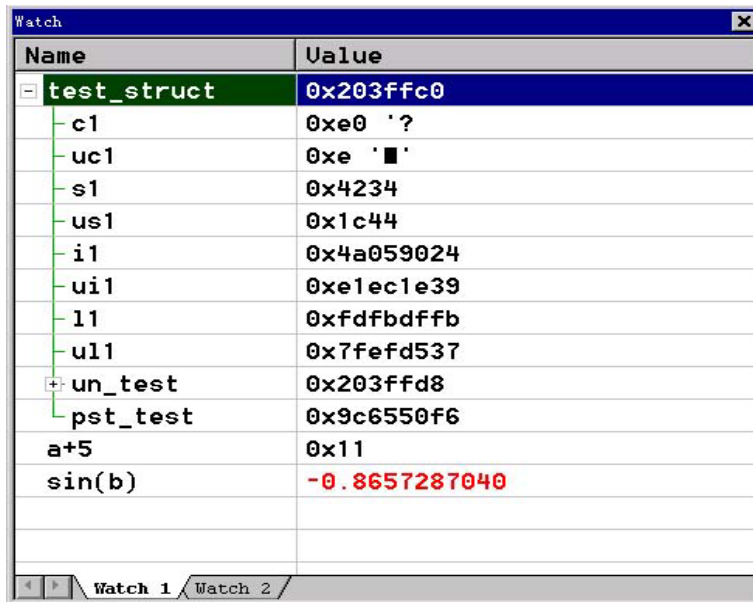 Watch
Name Value
test_struct 0x203ffc0
c1 0xe0 '?
uc1 0xe '■'
s1 0x4234
us1 0x1c44
i1 0x4a059024
ui1 0xe1ec1e39
l1 0xfdfbdffb
ul1 0x7fefd537
un_test 0x203ffd8
pst_test 0x9c6550f6
a+5 0x11
sin(b) -0.8657287040
Watch 1 Watch 2